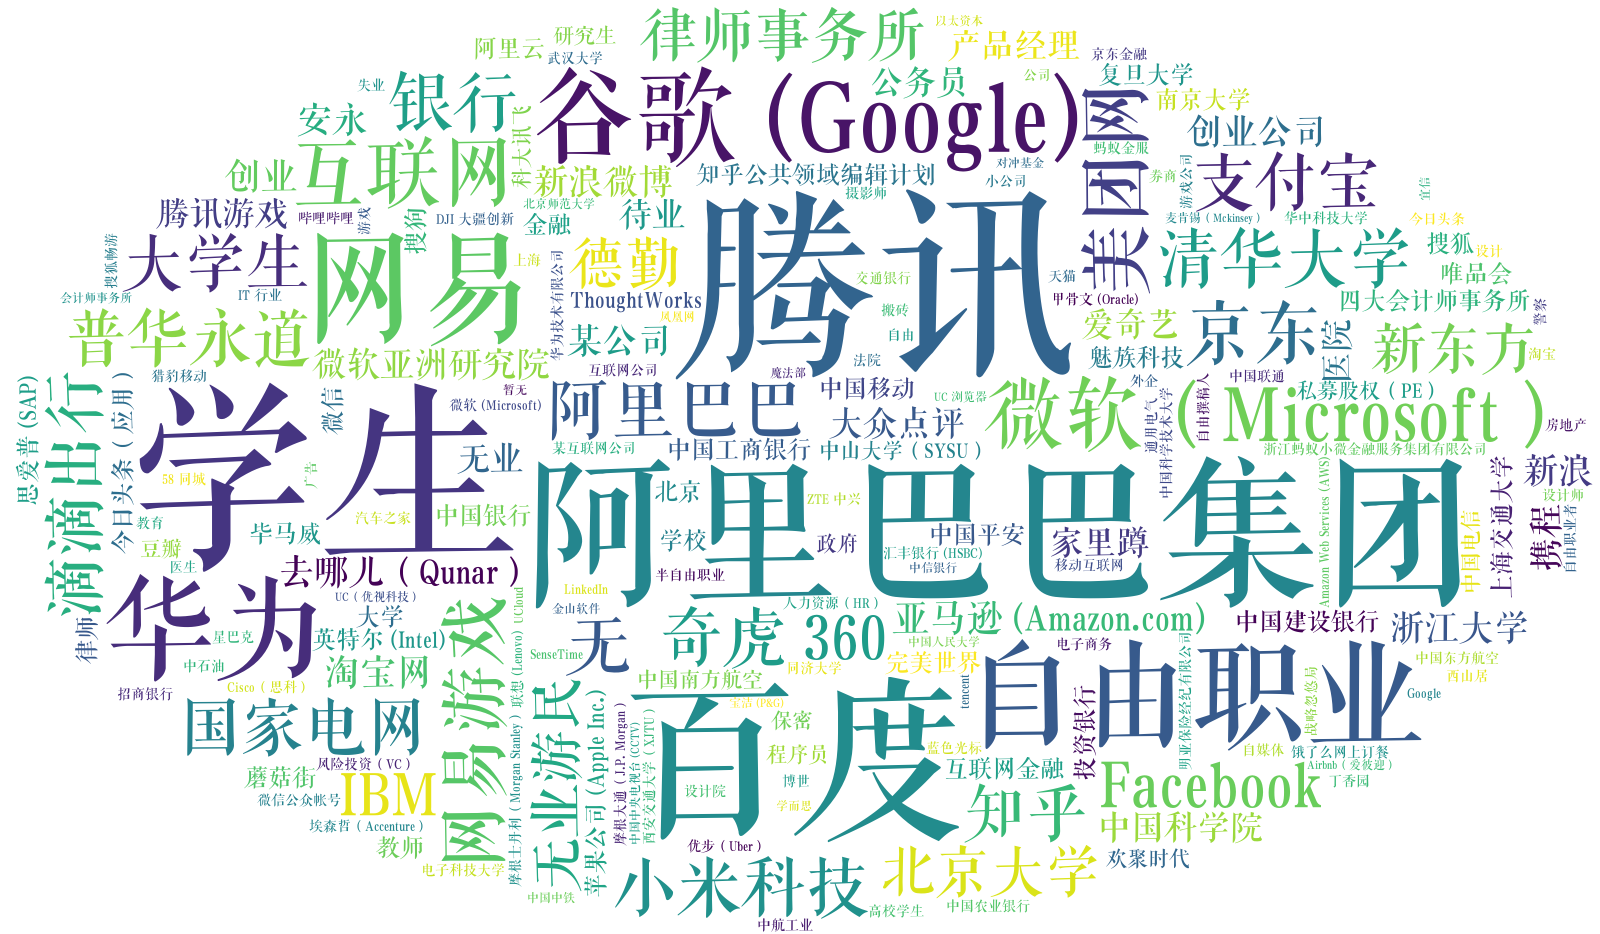 以太资本
律师事务所
产品经理
研究生
阿里云
武汉大学
京东金融
谷歌 (Google)
公务员
公司
复旦大学
失业
银行
南京大学
美团网
安永
科大讯飞
创业公司
互联网
蚂蚁金服
支付宝
创业
新浪微博
知乎公共领域编辑计划
对冲基金
小公司
券商
游戏公司
摄影师
宜信
腾讯
腾讯游戏
哔哩哔哩
游戏
搜狗
DJI 大疆创新
北京师范大学
金融
待业
麦肯锡 ( Mckinsey )
华中科技大学
今日头条
大学生
网易
德勤
清华大学
搜狐
设计
搜狐畅游
上海
华为技术有限公司
交通银行
天猫
唯品会
会计师事务所
IT 行业
ThoughtWorks
凤凰网
搬砖
甲骨文 (Oracle)
四大会计师事务所
警察
普华永道
某公司
自由
爱奇艺
京东
医院
新东方
微软亚洲研究院
法院
魅族科技
淘宝
猎豹移动
互联网公司
魔法部
中国联通
思爱普 (SAP)
滴滴出行
今日头条 ( 应用 )
学生
微信
暂无
微软 (Microsoft)
阿里巴巴
中国移动
UC 浏览器
外企
自由撰稿人
私募股权 ( PE )
大众点评
微软 ( Microsoft )
通用电气
中国科学技术大学
房地产
无业
某互联网公司
中国工商银行
中山大学 ( SYSU )
浙江蚂蚁小微金融服务集团有限公司
58 同城
广告
阿里巴巴集团
北京
ZTE 中兴
Amazon Web Services (AWS)
上海交通大学
新浪
设计师
教育
汽车之家
中国银行
毕马威
学校
政府
中国平安
家里蹲
中国电信
携程
自由职业者
豆瓣
医生
去哪儿 ( Qunar )
半自由职业
汇丰银行 (HSBC)
中信银行
移动互联网
华为
UC ( 优视科技 )
LinkedIn
UCloud
金山软件
人力资源 ( HR )
律师
大学
网易游戏
无
奇虎 360
亚马逊 (Amazon.com)
中国建设银行
浙江大学
星巴克
英特尔 (Intel)
SenseTime
中国人民大学
电子商务
中石油
淘宝网
联想 (Lenovo)
中国南方航空
同济大学
完美世界
自由职业
明亚保险经纪有限公司
中国东方航空
西山居
招商银行
Cisco ( 思科 )
无业游民
苹果公司 (Apple Inc.)
百度
宝洁 (P&G)
tencent
投资银行
战略忽悠局
Google
国家电网
摩根士丹利 ( Morgan Stanley )
摩根大通 ( J.P. Morgan )
中国中央电视台 (CCTV)
西安交通大学 ( XJTU )
保密
程序员
蓝色光标
自媒体
饿了么网上订餐
风险投资 ( VC )
互联网金融
Airbnb ( 爱彼迎 )
蘑菇街
IBM
博世
Facebook
丁香园
微信公众帐号
设计院
学而思
知乎
埃森哲 ( Accenture )
中国科学院
教师
优步 ( Uber )
欢聚时代
电子科技大学
小米科技
北京大学
中国中铁
高校学生
中国农业银行
中航工业